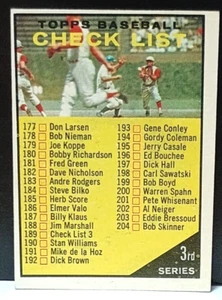 TOPPS BASEBALL
CHECK LIST
177 Don Larsen
178 Bob Nieman
179 Joe Koppe
180 Bobby Richardson
181 Fred Green
182 Dave Nicholson
183 Andre Rodgers
184 Steve Bilko
185 Herb Score
186 Elmer Valo
187 Billy Klaus
188 Jim Marshall
189 Check List 3
190 Stan Williams
191 Mike de la Hoz
192 Dick Brown
193 Gene Conley
194 Gordy Coleman
195 Jerry Casale
196 Ed Bouchee
197 Dick Hall
198 Carl Sawatski
199 Bob Boyd
200 Warren Spahn
201 Pete Whisenant
202 Al Neiger
203 Eddie Bressoud
204 Bob Skinner
3rd
SERIES